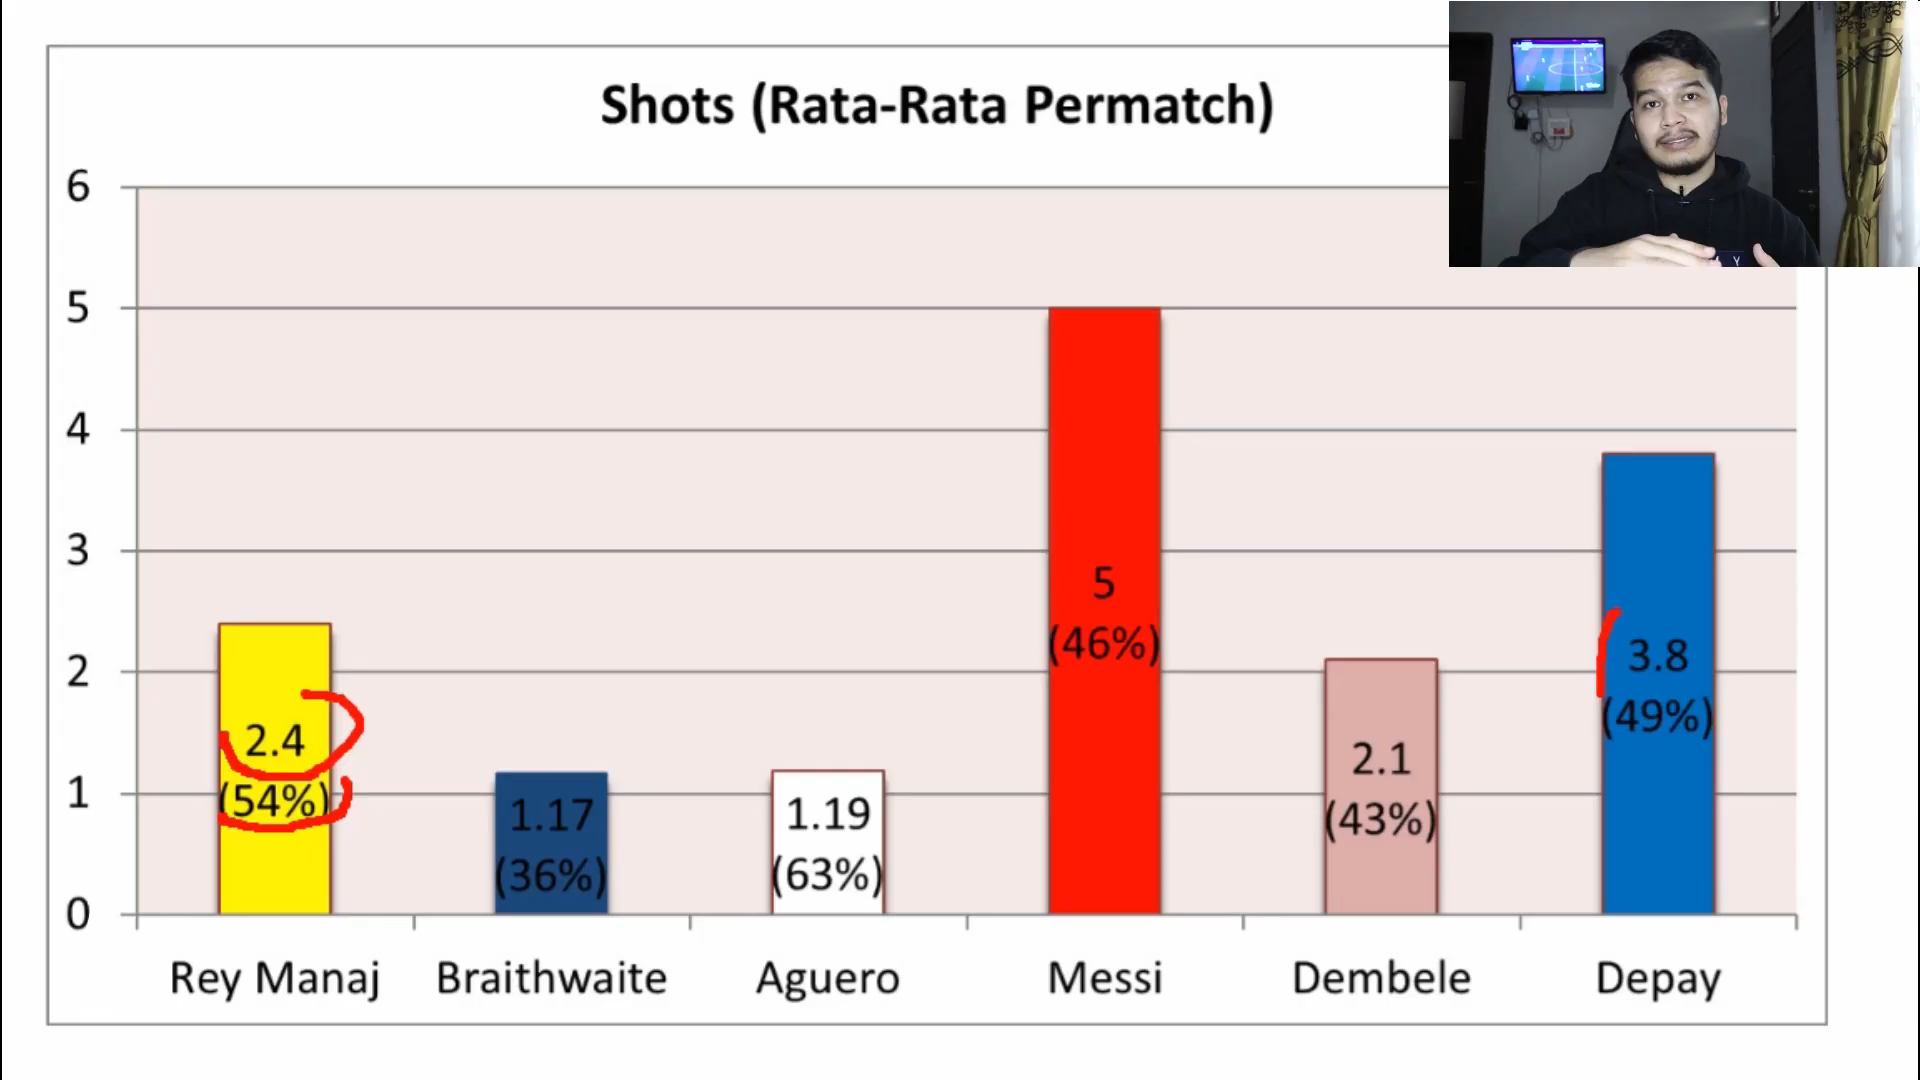 Shots (Rata-Rata Permatch)
6
5
4
3
2
1
0
2.4
(54%)
1.17
(36%)
1.19
(63%)
5
(46%)
2.1
(43%)
3.8
(49%)
Rey Manaj
Braithwaite
Aguero
Messi
Dembele
Depay